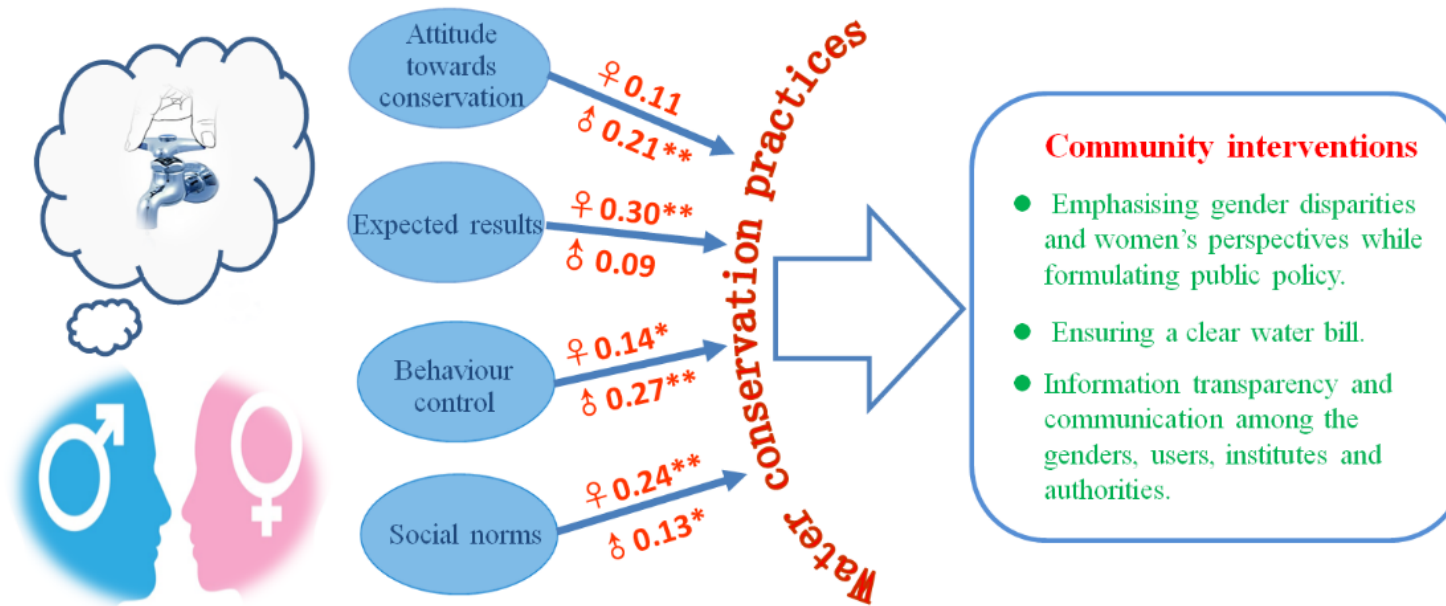 Attitude
towards
conservation
♀ 0.11
♂ 0.21**
Expected results
♀ 0.30**
♂ 0.09
Behaviour
control
♀ 0.14*
♂ 0.27**
Social norms
♀ 0.24**
♂ 0.13*
Water conservation practices
Community interventions
● Emphasising gender disparities
and women's perspectives while
formulating public policy.
● Ensuring a clear water bill.
● Information transparency and
communication among the
genders, users, institutes and
authorities.